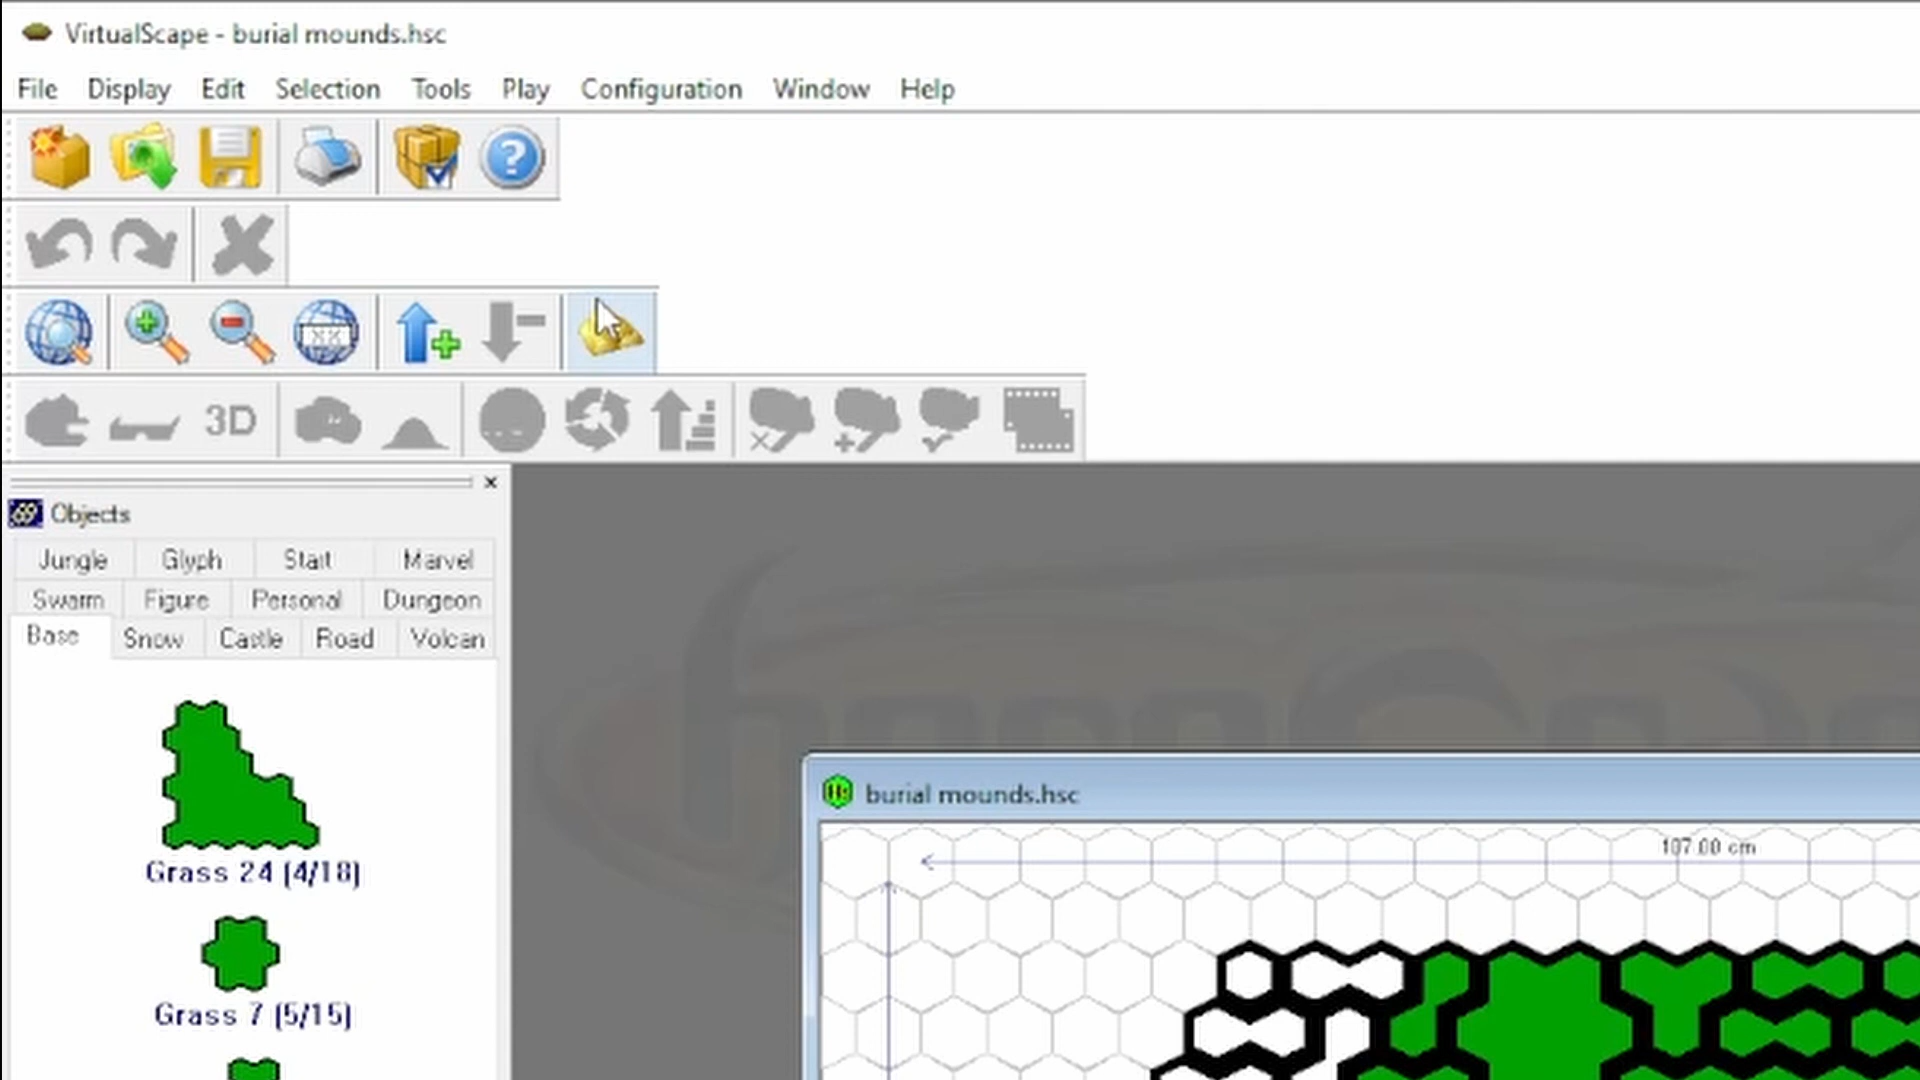 VirtualScape - burial mounds.hsc
File Display Edit Selection Tools Play Configuration Window Help
3D
Objects
Jungle Glyph Start Marvel
Swarm Figure Personal Dungeon
Base Snow Castle Road Volcan
Grass 24 (4/18)
Grass 7 (5/15)
burial mounds.hsc
107.00 cm